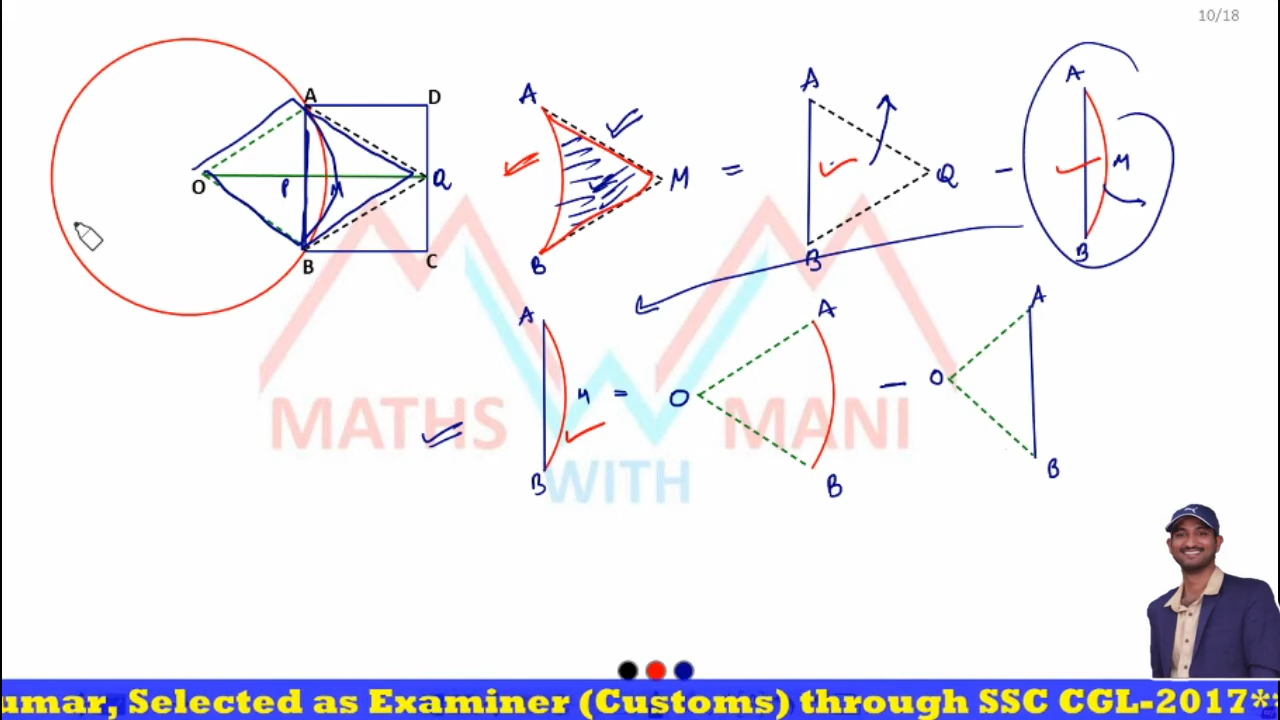 10/18
A D
O P M Q
B C
A
M
B
=
A
Q
B
-
A
M
B
A
M
B
=
A
O
B
-
A
O
B
MATHS
WITH
MANI
umar, Selected as Examiner (Customs) through SSC CGL-2017*